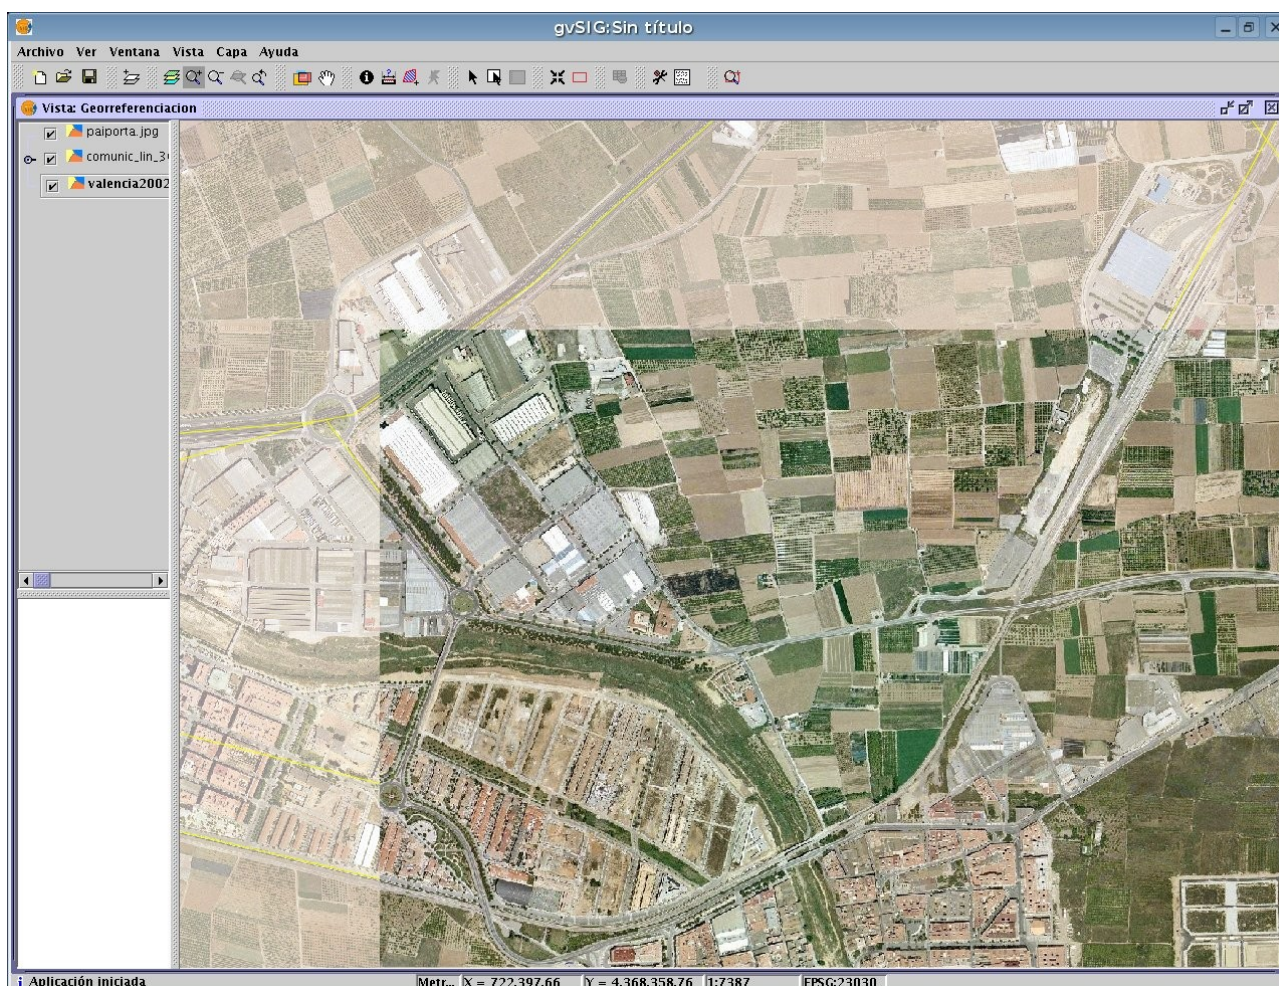 gvSIG:Sin título
Archivo Ver Ventana Vista Capa Ayuda
Vista: Georreferenciacion
paiporta.jpg
comunic_lin_3
valencia2002
Aplicación iniciada
Metr... X = 722.397,66 Y = 4.368.358,76 1:7387 EPSG:23030